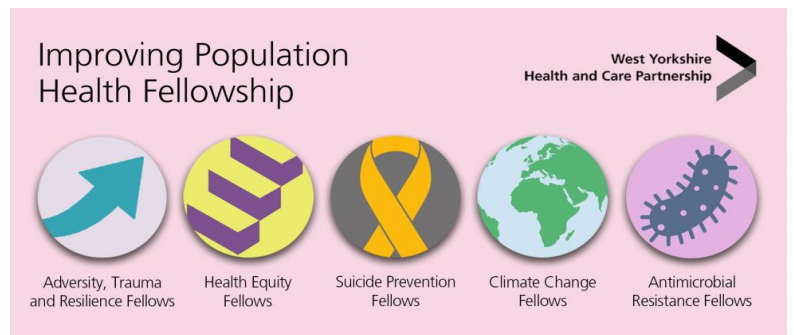 Improving Population
Health Fellowship
West Yorkshire
Health and Care Partnership
Adversity, Trauma
and Resilience Fellows
Health Equity
Fellows
Suicide Prevention
Fellows
Climate Change
Fellows
Antimicrobial
Resistance Fellows